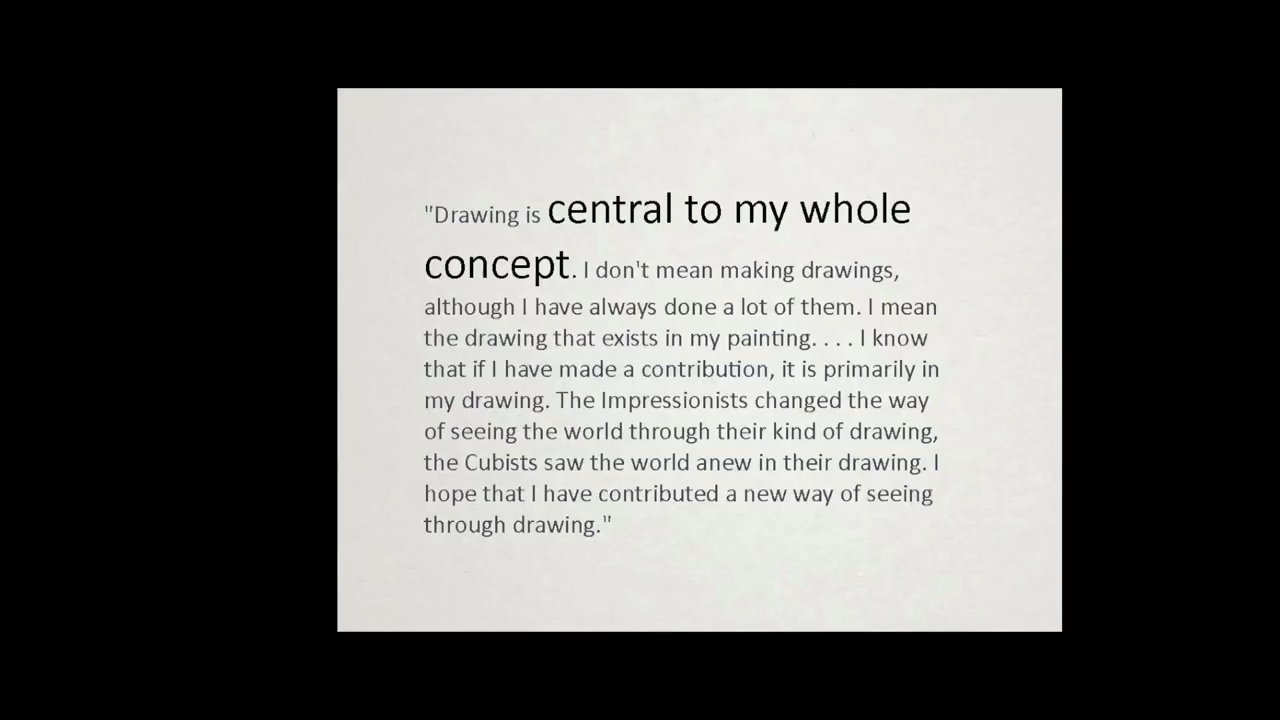 "Drawing is central to my whole
concept. I don't mean making drawings,
although I have always done a lot of them. I mean
the drawing that exists in my painting. . . . I know
that if I have made a contribution, it is primarily in
my drawing. The Impressionists changed the way
of seeing the world through their kind of drawing,
the Cubists saw the world anew in their drawing. I
hope that I have contributed a new way of seeing
through drawing."